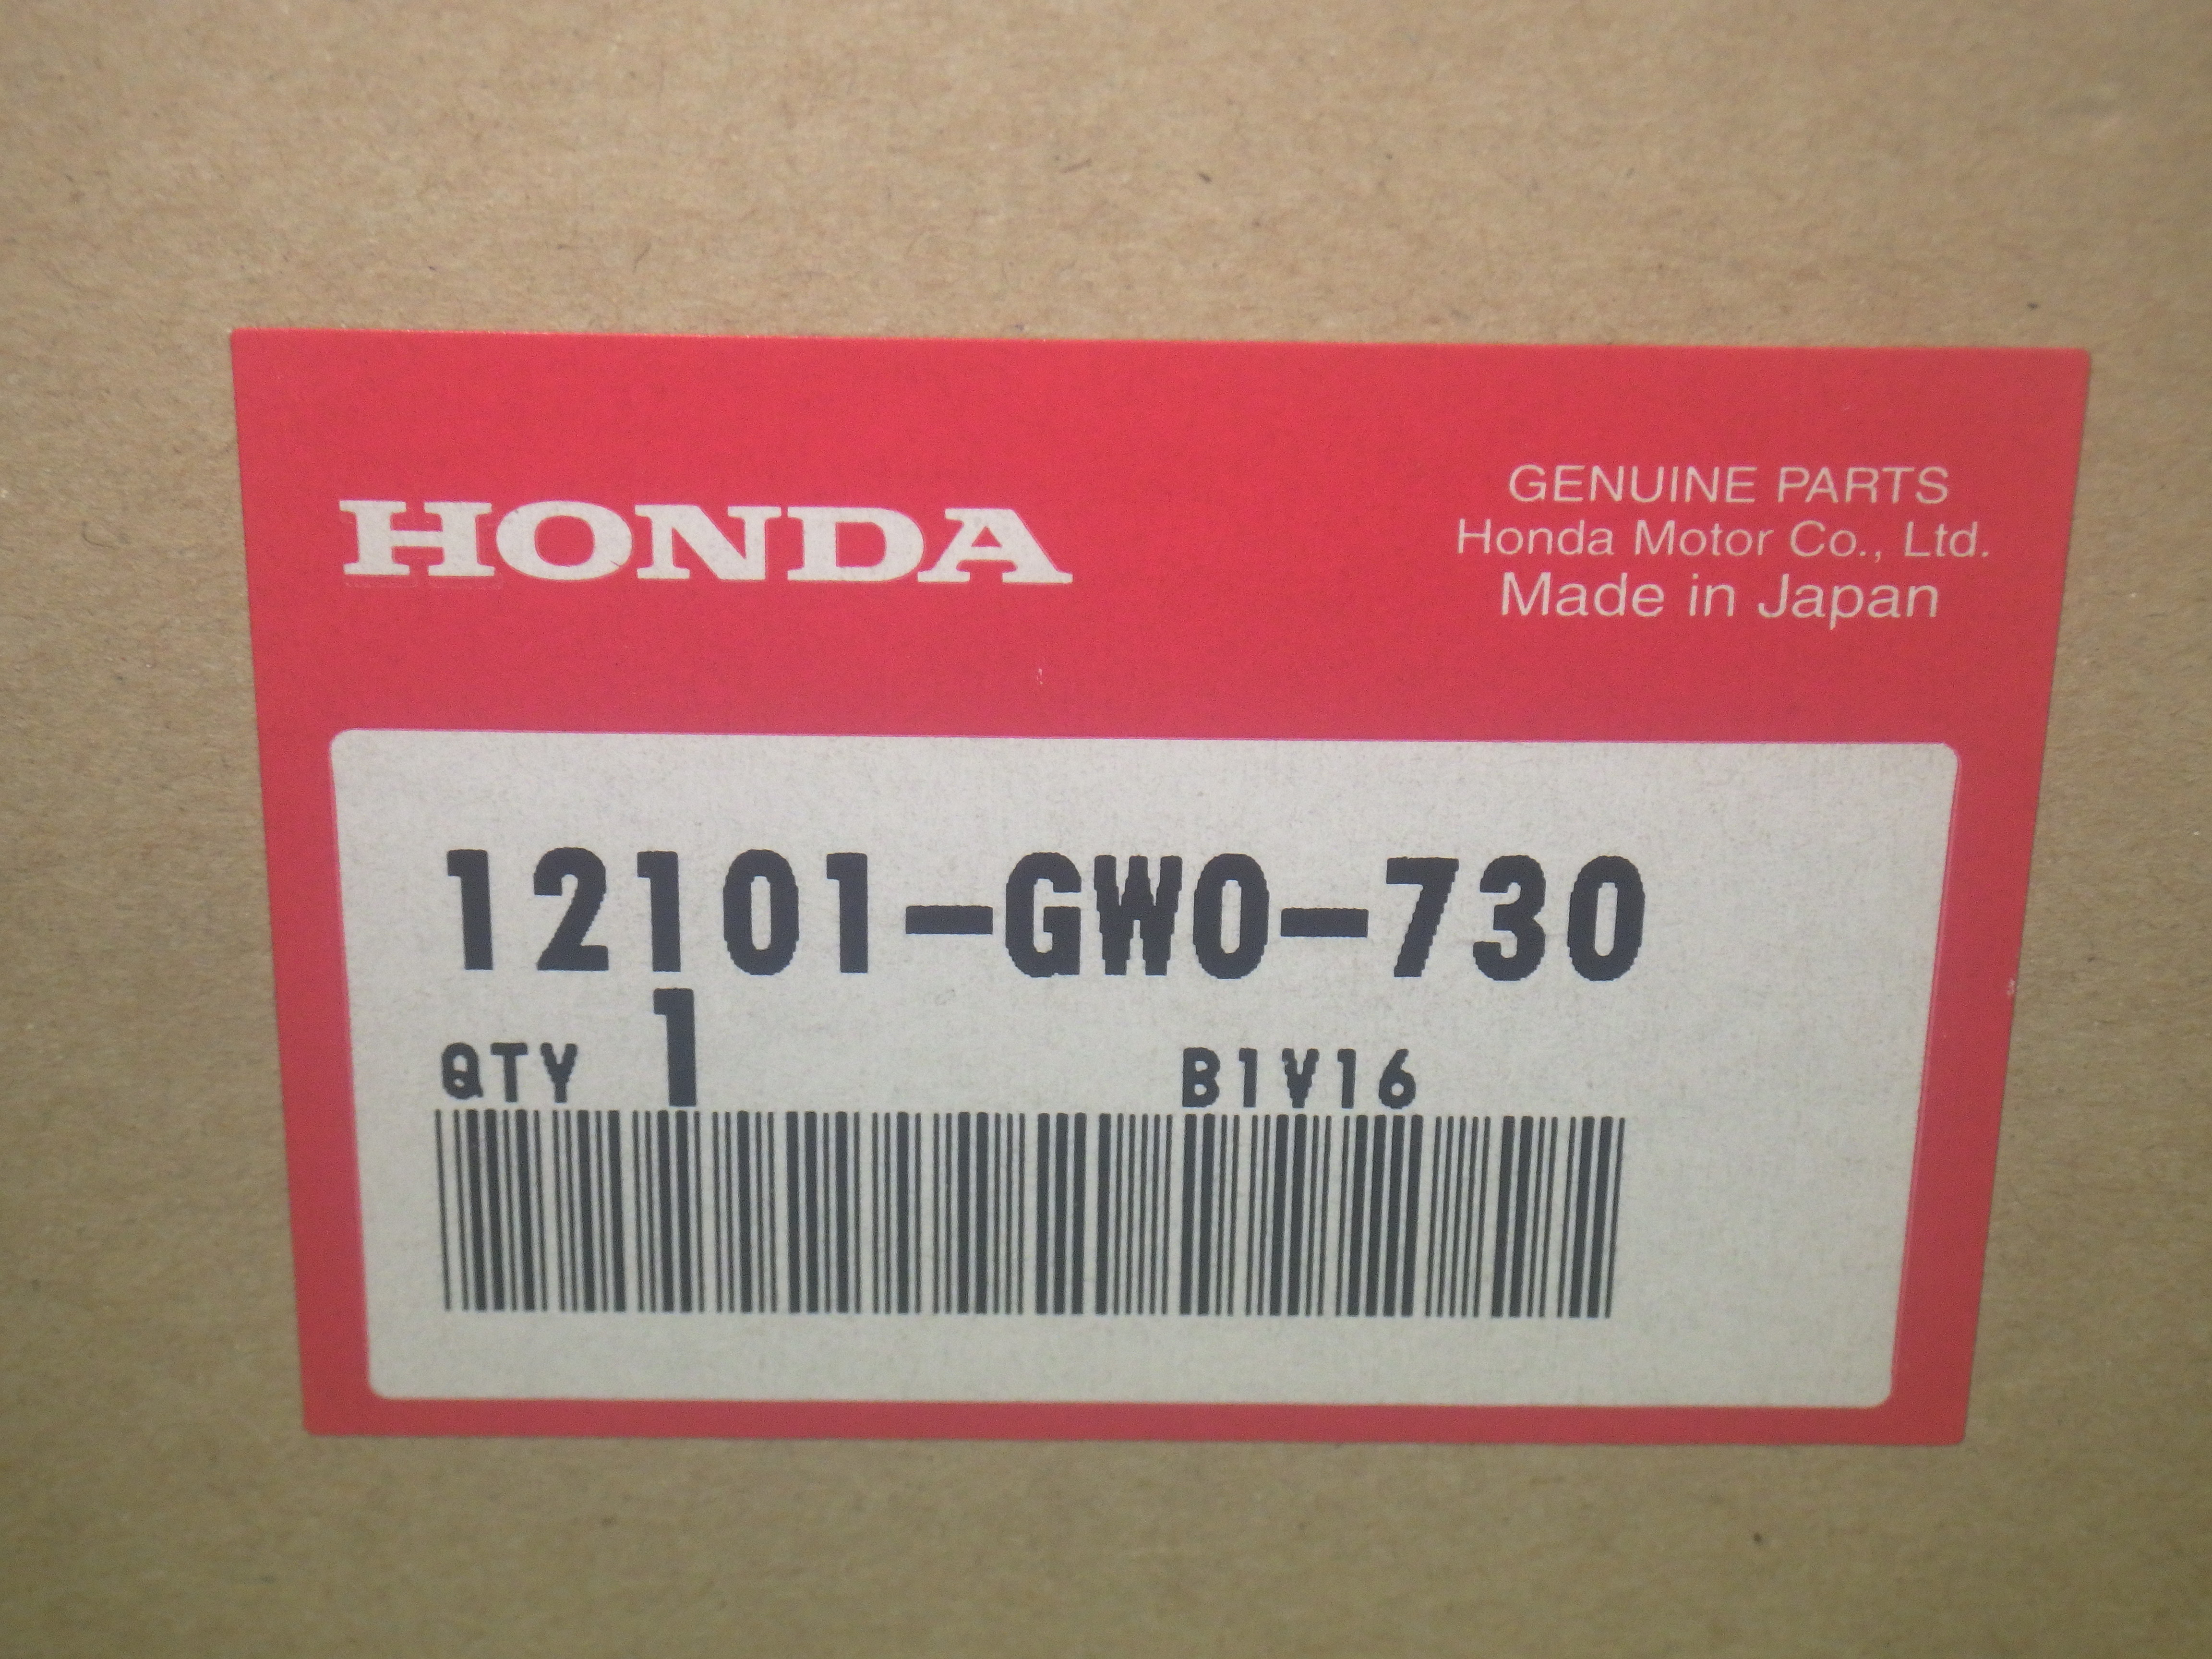 HONDA
GENUINE PARTS
Honda Motor Co., Ltd.
Made in Japan
12101-GW0-730
QTY 1 B1V16